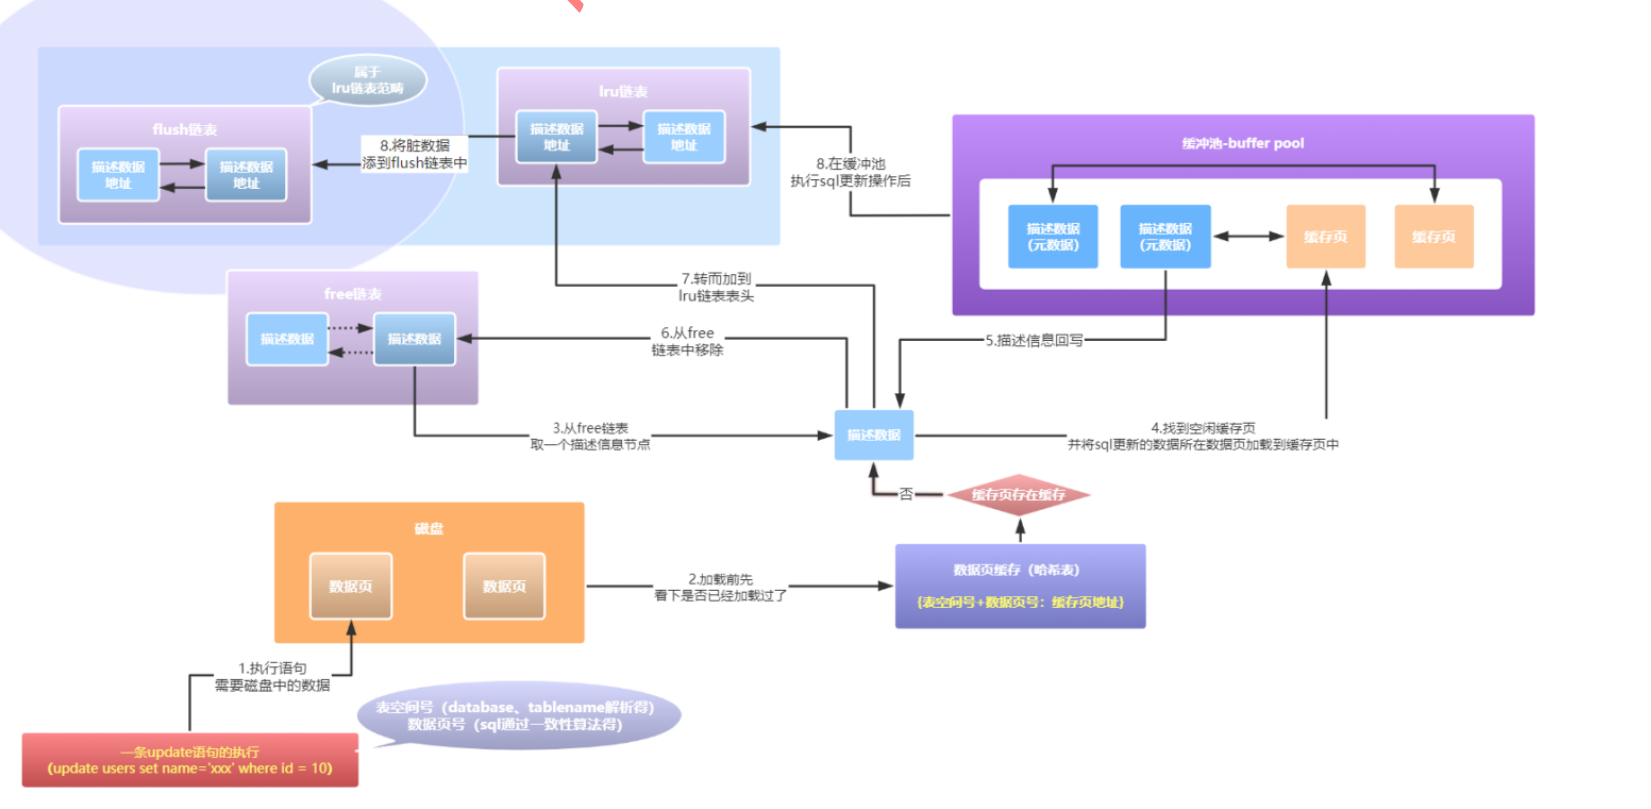 属于
lru链表范畴
lru链表
描述数据
地址
描述数据
地址
flush链表
描述数据
地址
描述数据
地址
8.将脏数据
添到flush链表中
8.在缓冲池
执行sql更新操作后
缓冲池-buffer pool
描述数据
(元数据)
描述数据
(元数据)
缓存页
缓存页
7.转而加到
lru链表表头
free链表
描述数据
描述数据
6.从free
链表中移除
5.描述信息回写
3.从free链表
取一个描述信息节点
描述数据
4.找到空闲缓存页
并将sql更新的数据所在数据页加载到缓存页中
否
缓存页存在缓存
磁盘
数据页
数据页
2.加载前先
看下是否已经加载过了
数据页缓存（哈希表）
{表空间号+数据页号：缓存页地址}
1.执行语句
需要磁盘中的数据
表空间号（database、tablename解析得）
数据页号（sql通过一致性算法得）
一条update语句的执行
(update users set name='xxx' where id = 10)